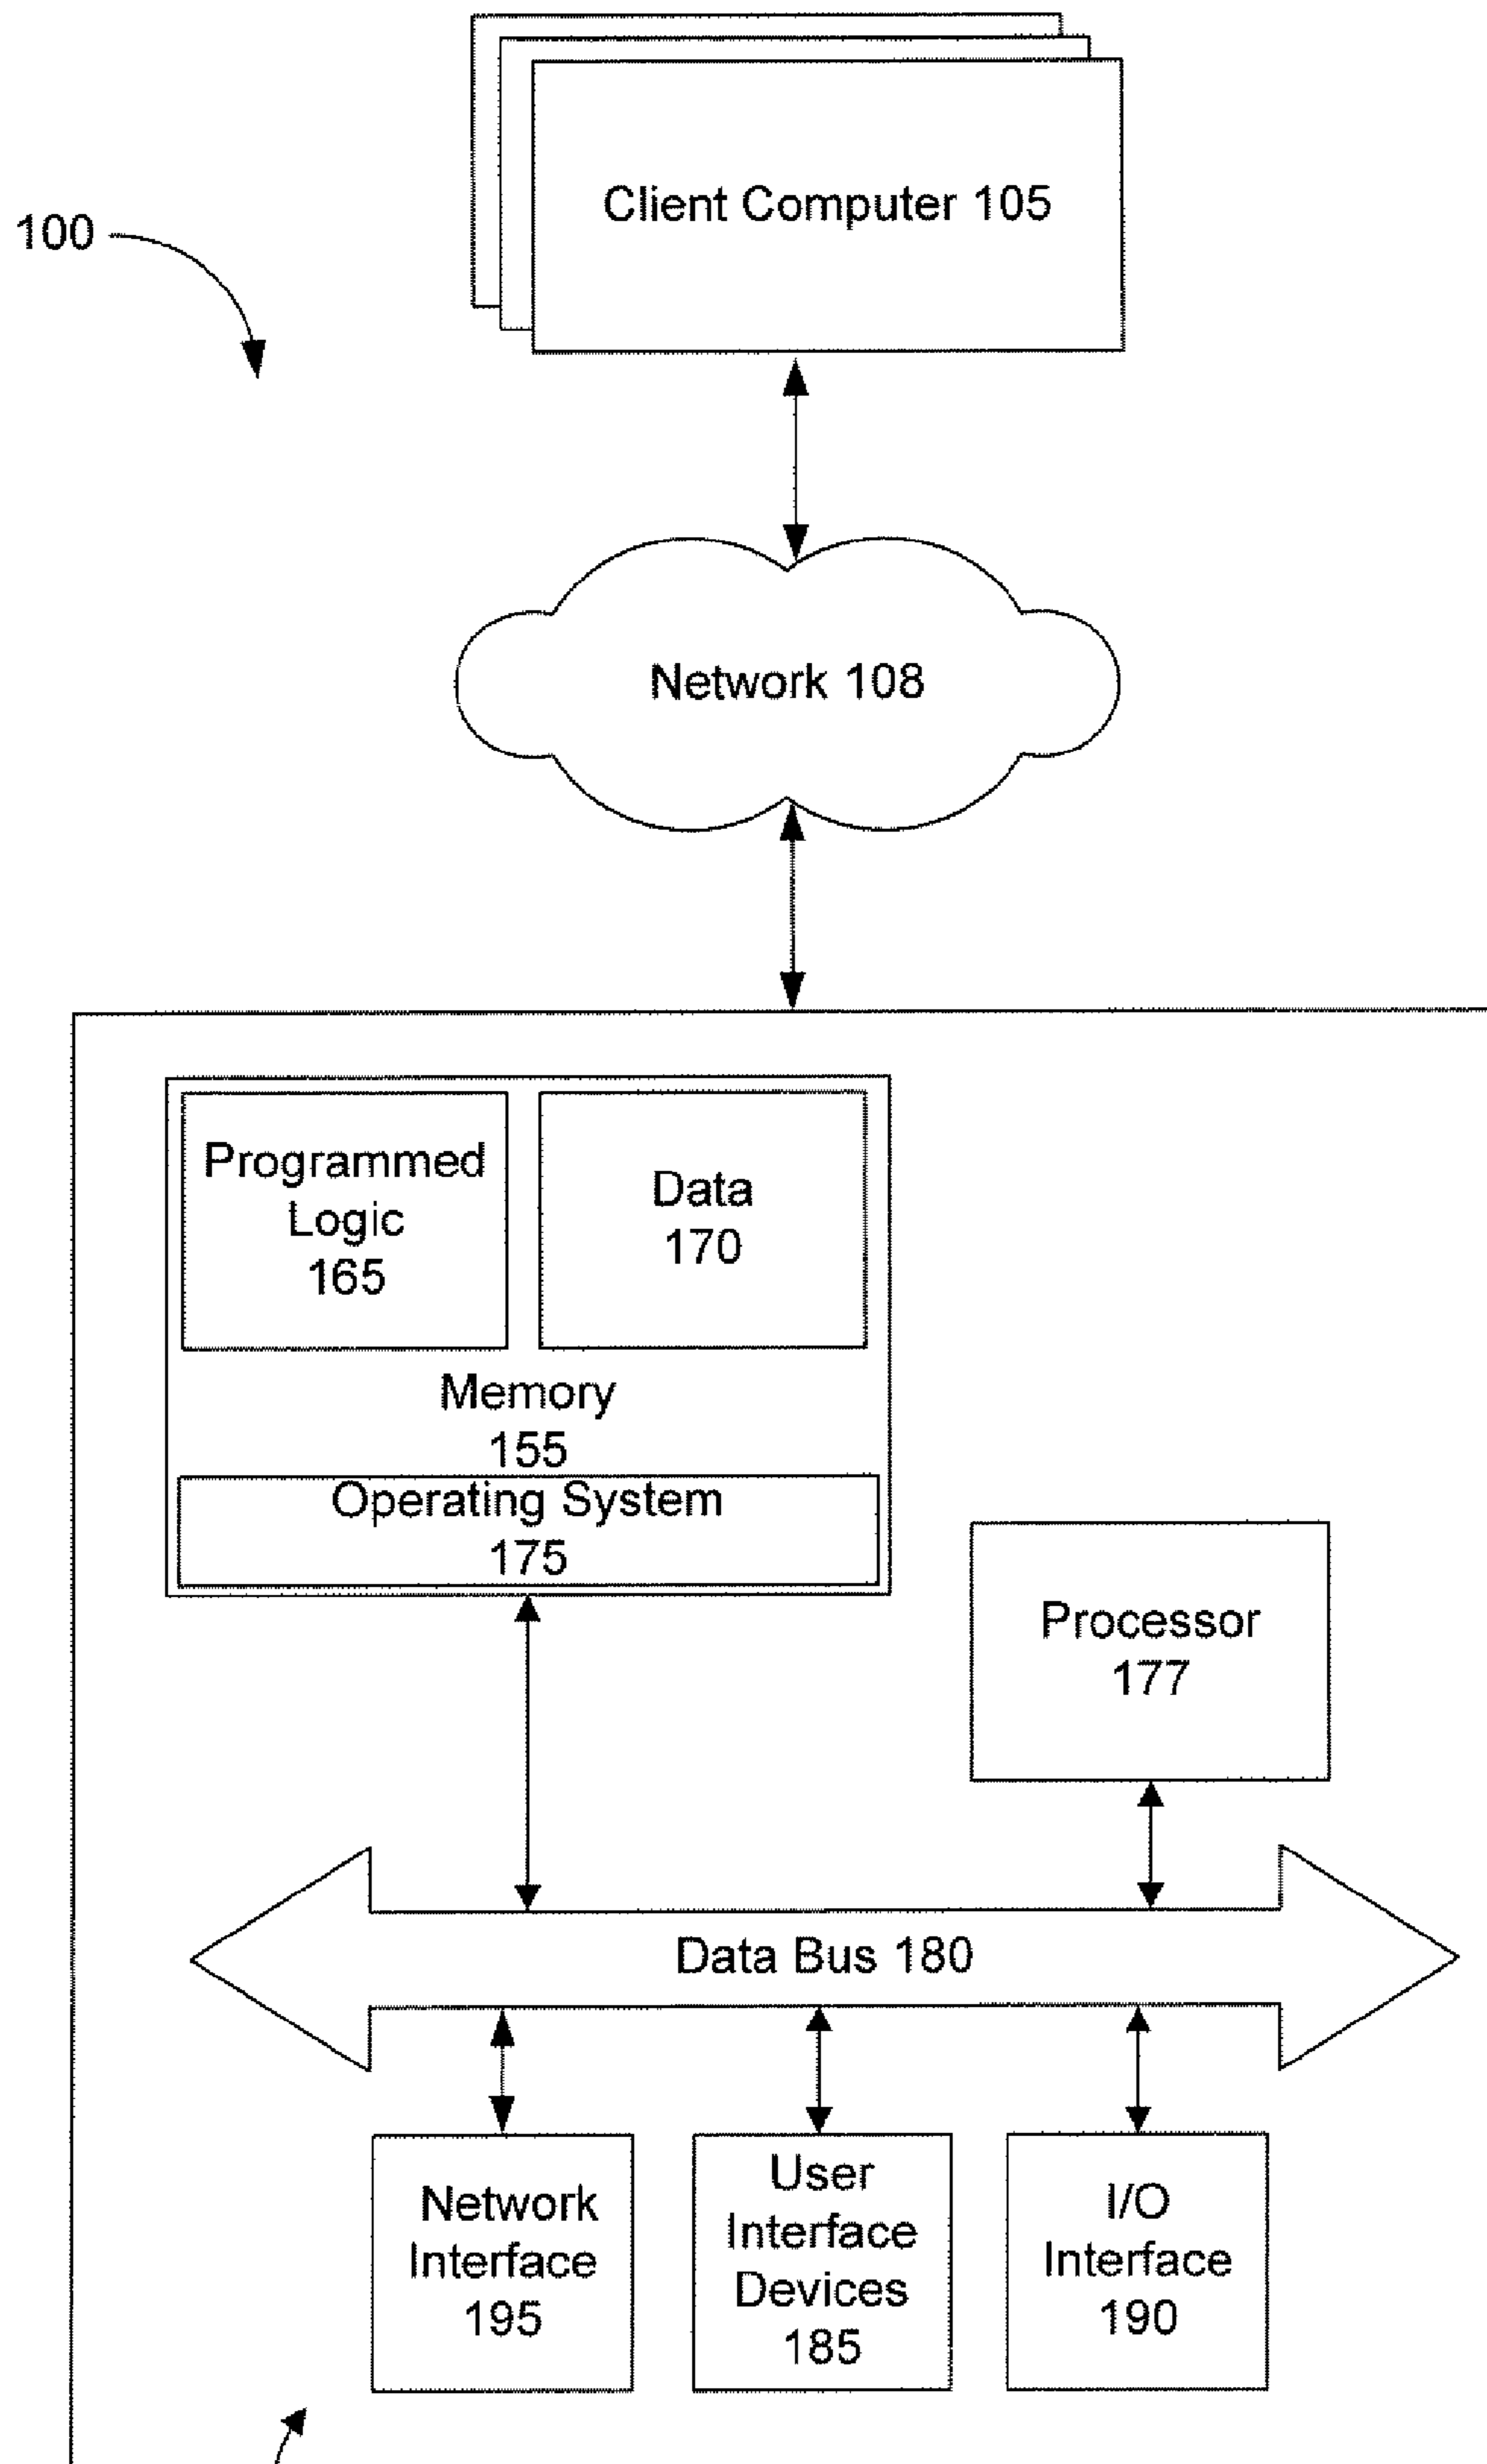 Client Computer 105
100
Network 108
Programmed
Logic
165
Data
170
Memory
155
Operating System
175
Processor
177
Data Bus 180
Network
Interface
195
User
Interface
Devices
185
I/O
Interface
190